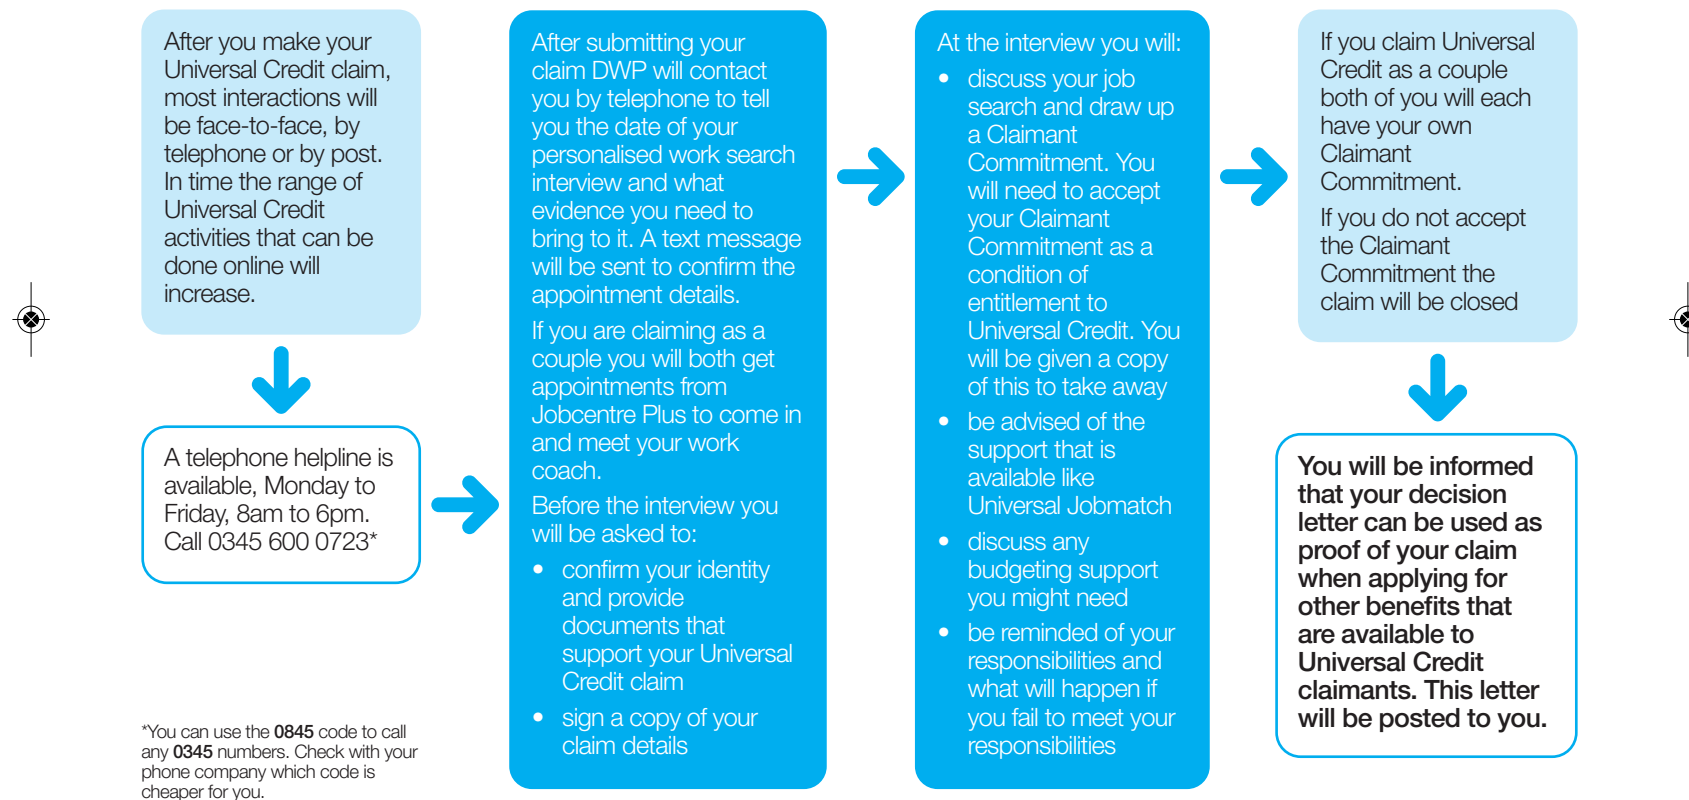 After you make your
Universal Credit claim,
most interactions will
be face-to-face, by
telephone or by post.
In time the range of
Universal Credit
activities that can be
done online will
increase.
A telephone helpline is
available, Monday to
Friday, 8am to 6pm.
Call 0345 600 0723*
*You can use the 0845 code to call
any 0345 numbers. Check with your
phone company which code is
cheaper for you.
After submitting your
claim DWP will contact
you by telephone to tell
you the date of your
personalised work search
interview and what
evidence you need to
bring to it. A text message
will be sent to confirm the
appointment details.
If you are claiming as a
couple you will both get
appointments from
Jobcentre Plus to come in
and meet your work
coach.
Before the interview you
will be asked to:
• confirm your identity
and provide
documents that
support your Universal
Credit claim
• sign a copy of your
claim details
At the interview you will:
• discuss your job
search and draw up
a Claimant
Commitment. You
will need to accept
your Claimant
Commitment as a
condition of
entitlement to
Universal Credit. You
will be given a copy
of this to take away
• be advised of the
support that is
available like
Universal Jobmatch
• discuss any
budgeting support
you might need
• be reminded of your
responsibilities and
what will happen if
you fail to meet your
responsibilities
If you claim Universal
Credit as a couple
both of you will each
have your own
Claimant
Commitment.
If you do not accept
the Claimant
Commitment the
claim will be closed
You will be informed
that your decision
letter can be used as
proof of your claim
when applying for
other benefits that
are available to
Universal Credit
claimants. This letter
will be posted to you.